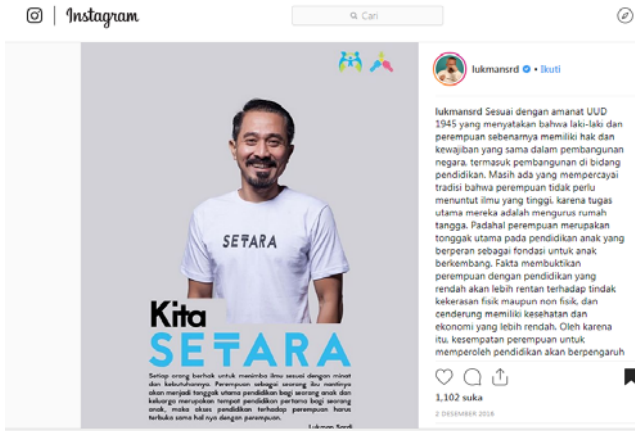 Instagram
Cari
lukmansrd • Ikuti
lukmansrd Sesuai dengan amanat UUD
1945 yang menyatakan bahwa laki-laki dan
perempuan sebenarnya memiliki hak dan
kewajiban yang sama dalam pembangunan
negara, termasuk pembangunan di bidang
pendidikan. Masih ada yang mempercayai
tradisi bahwa perempuan tidak perlu
menuntut ilmu yang tinggi, karena tugas
utama mereka adalah mengurus rumah
tangga. Padahal perempuan merupakan
tonggak utama pada pendidikan anak yang
berperan sebagai fondasi untuk anak
berkembang. Fakta membuktikan
perempuan dengan pendidikan yang
rendah akan lebih rentan terhadap tindak
kekerasan fisik maupun non fisik, dan
cenderung memiliki kesehatan dan
ekonomi yang lebih rendah. Oleh karena
itu, kesempatan perempuan untuk
memperoleh pendidikan akan berpengaruh
1,102 suka
2 DESEMBER 2018
SETARA
Kita
SETARA
Setiap orang berhak untuk menimba ilmu sesuai dengan minat
dan kebutuhannya. Perempuan sebagai seorang ibu nantinya
akan menjadi tonggak utama pendidikan bagi seorang anak dan
keluarga merupakan tempat pendidikan pertama bagi seorang
anak, maka akses pendidikan terhadap perempuan harus
terbuka sama hal nya dengan perempuan.
Lukman Sardi